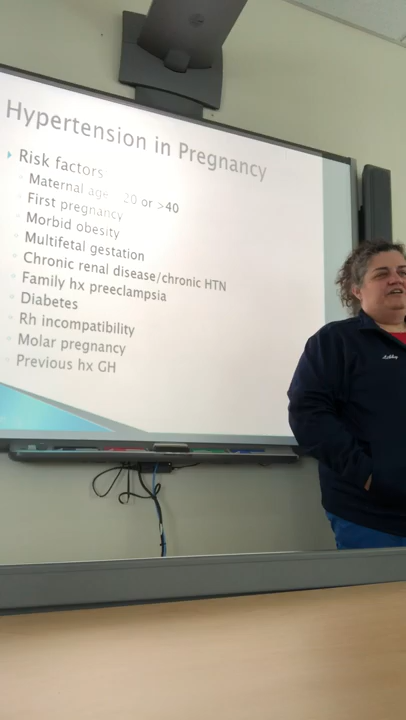 Hypertension in Pregnancy
Risk factors
Maternal age 20 or >40
First pregnancy
Morbid obesity
Multifetal gestation
Chronic renal disease/chronic HTN
Family hx preeclampsia
Diabetes
Rh incompatibility
Molar pregnancy
Previous hx GH